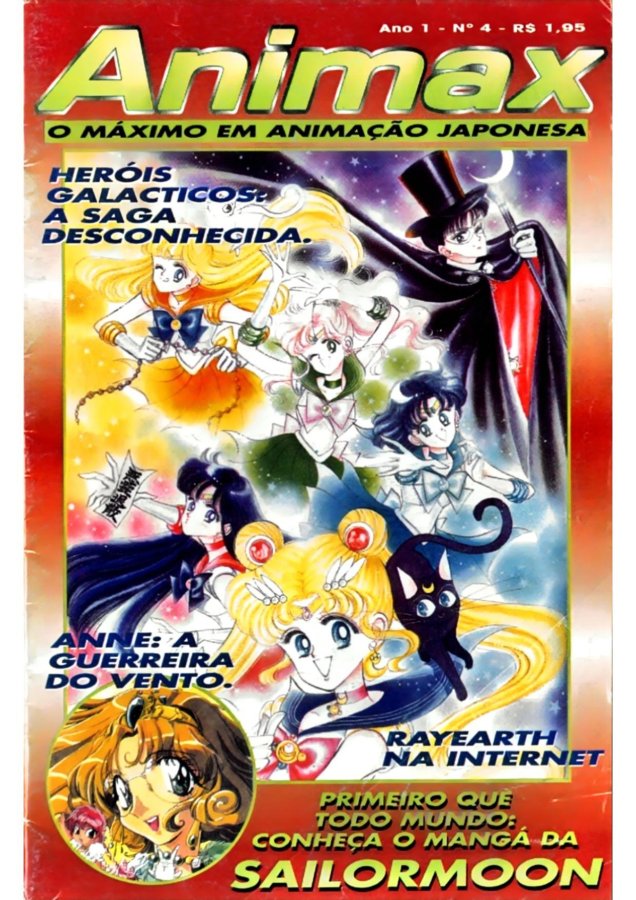 Ano 1 - Nº 4 - R$ 1,95
Animax
O MÁXIMO EM ANIMAÇÃO JAPONESA
HERÓIS
GALACTICOS:
A SAGA
DESCONHECIDA.
ANNE: A
GUERREIRA
DO VENTO.
RAYEARTH
NA INTERNET
PRIMEIRO QUE
TODO MUNDO:
CONHEÇA O MANGÁ DA
SAILORMOON